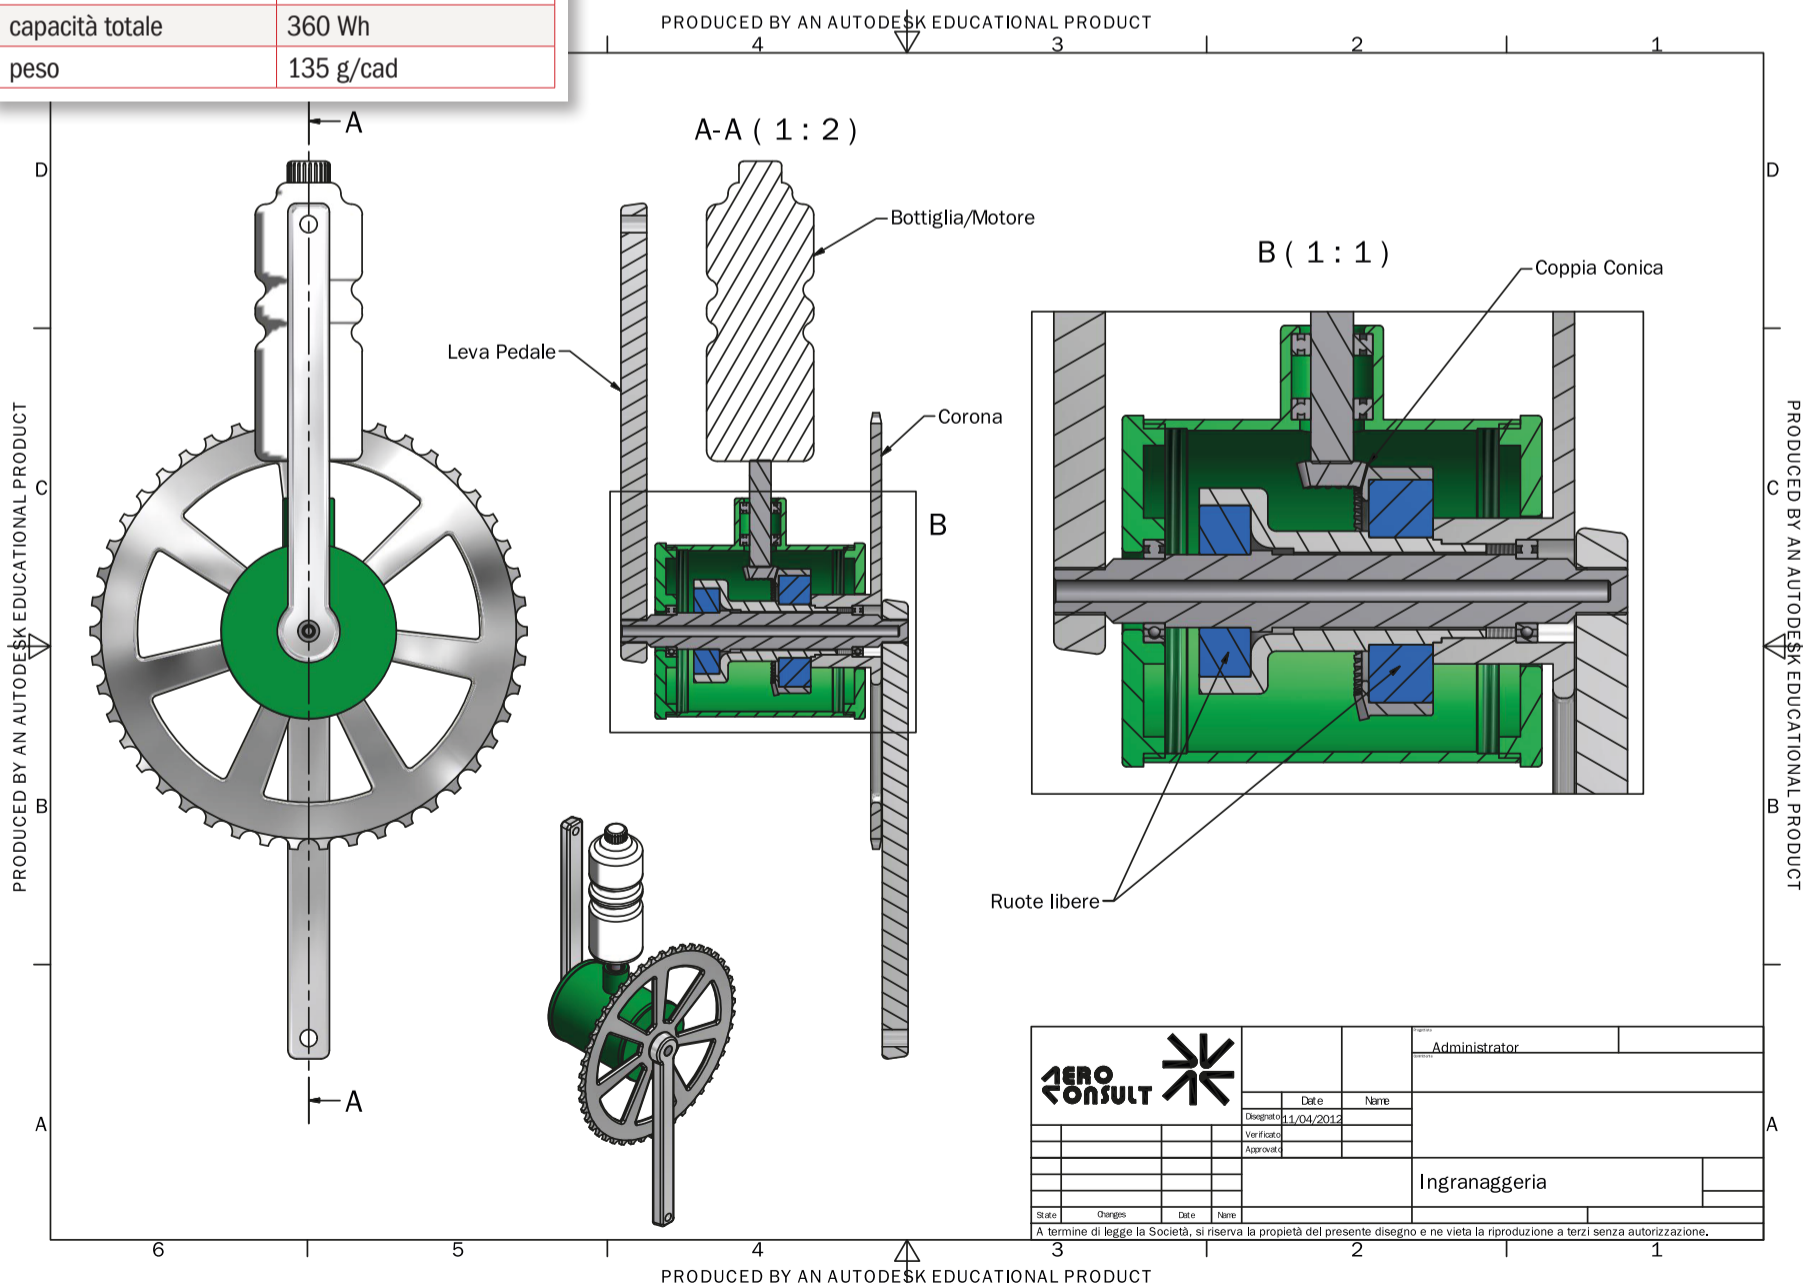 capacità totale 360 Wh
peso 135 g/cad
PRODUCED BY AN AUTODESK EDUCATIONAL PRODUCT
4 3 2 1
A
A-A ( 1 : 2 )
D D
Bottiglia/Motore
B ( 1 : 1 )
Coppia Conica
Leva Pedale
Corona
PRODUCED BY AN AUTODESK EDUCATIONAL PRODUCT
PRODUCED BY AN AUTODESK EDUCATIONAL PRODUCT
C C
B
B B
Ruote libere
A
A A
AERO
CONSULT
Administrator
Date Name
Disegnato 11/04/2012
Verificato
Approvato
Ingranaggeria
State Changes Date Name
A termine di legge la Società, si riserva la propietà del presente disegno e ne vieta la riproduzione a terzi senza autorizzazione.
6 5 4 3 2 1
PRODUCED BY AN AUTODESK EDUCATIONAL PRODUCT